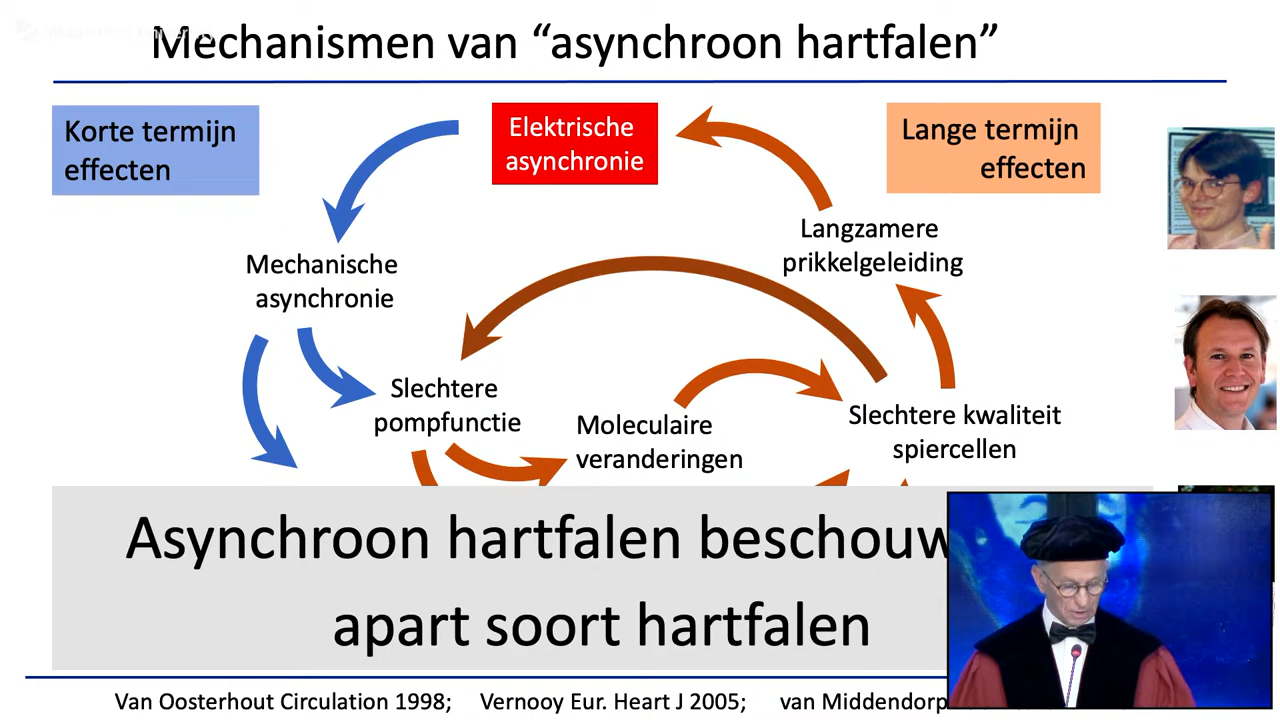 Mechanismen van “asynchroon hartfalen”
Korte termijn
effecten
Elektrische
asynchronie
Lange termijn
effecten
Langzamere
prikkelgeleiding
Mechanische
asynchronie
Slechtere
pompfunctie
Moleculaire
veranderingen
Slechtere kwaliteit
spiercellen
Asynchroon hartfalen
apart soort hartfalen
Van Oosterhout Circulation 1998; Vernooy Eur. Heart J 2005; van Middendorp